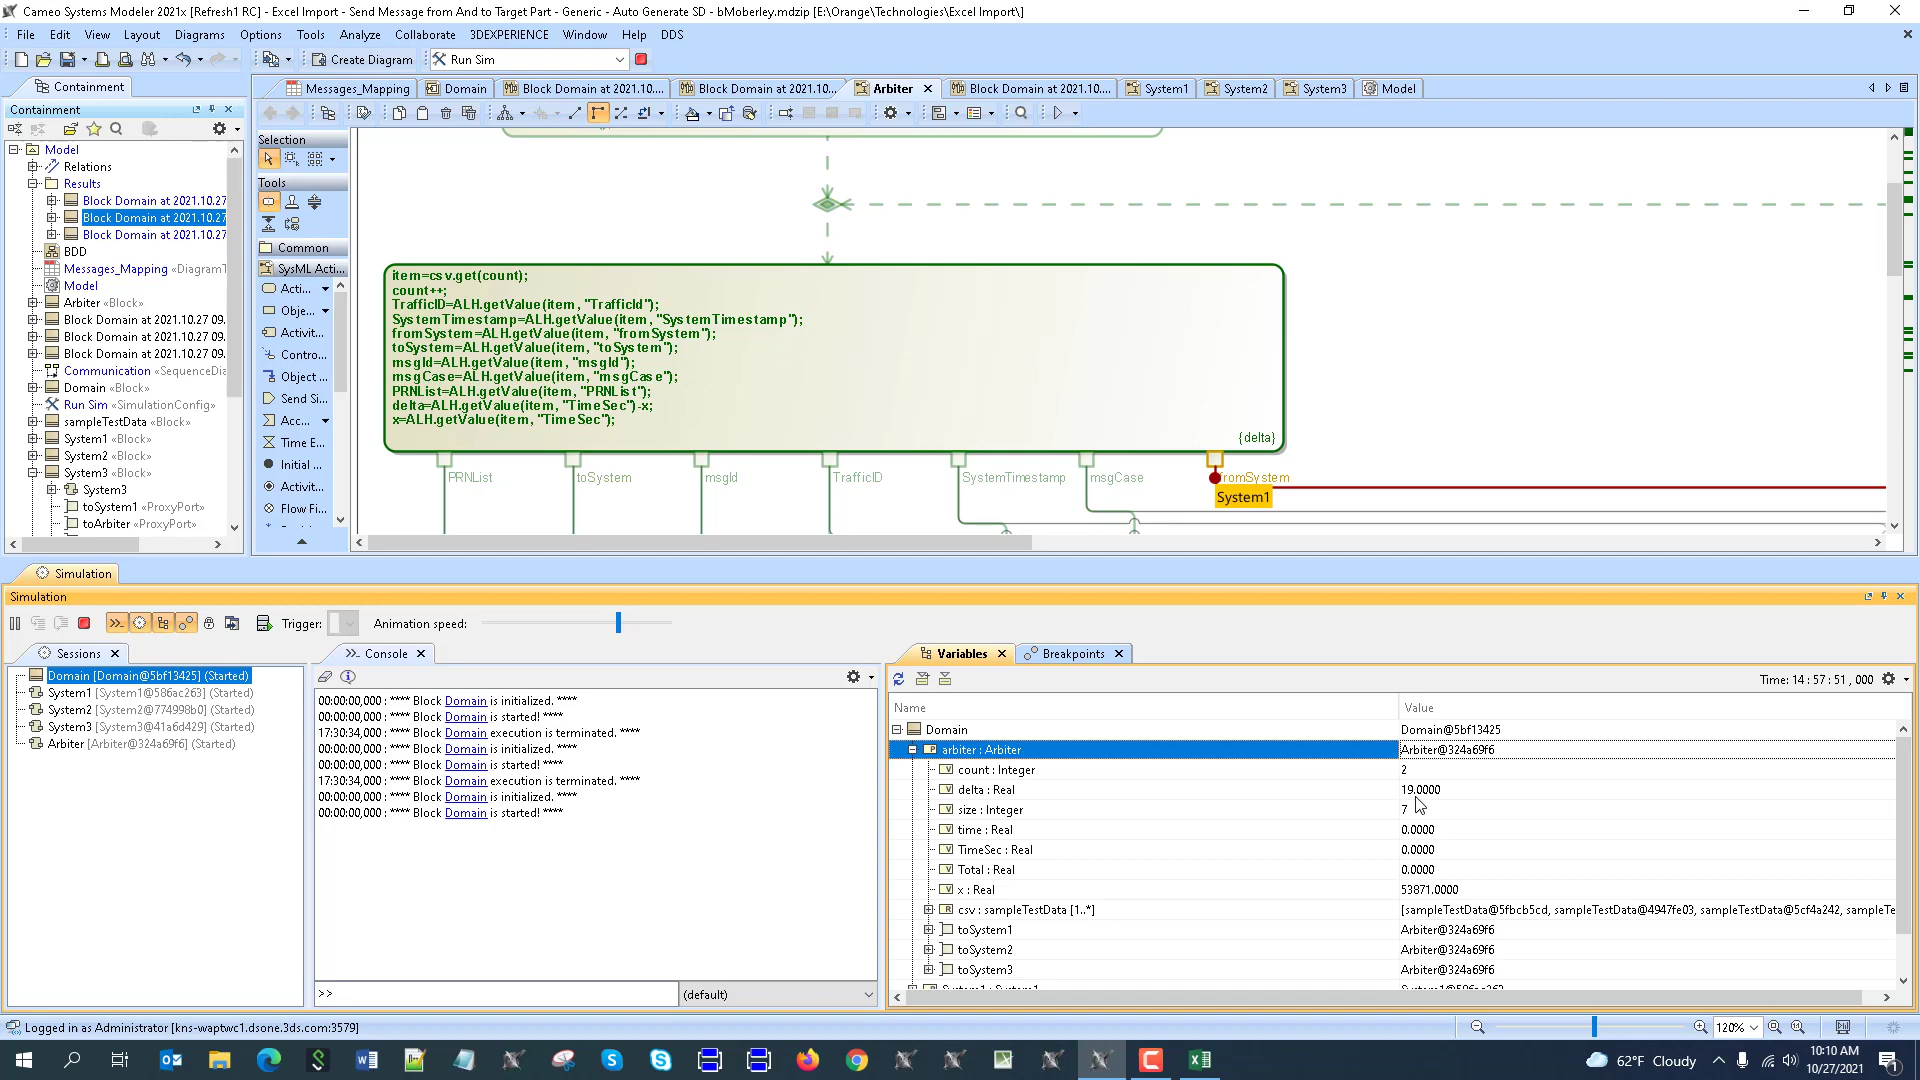 Cameo Systems Modeler 2021x [Refresh1 RC] - Excel Import - Send Message from And to Target Part - Generic - Auto Generate SD - bMoberley.mdzip [E:\Orange\Technologies\Excel Import\]
File Edit View Layout Diagrams Options Tools Analyze Collaborate 3DEXPERIENCE Window Help DDS
Create Diagram Run Sim
Containment
Messages_Mapping Domain Block Domain at 2021.10.... Block Domain at 2021.10... Arbiter Block Domain at 2021.10.... System1 System2 System3 Model
Containment
Model
Relations
Results
Block Domain at 2021.10.27
Block Domain at 2021.10.27
Block Domain at 2021.10.27
BDD
Messages_Mapping «DiagramT
Model
Arbiter «Block»
Block Domain at 2021.10.27 09.
Block Domain at 2021.10.27 09.
Block Domain at 2021.10.27 09.
Communication «SequenceDia
Domain «Block»
Run Sim «SimulationConfig»
sampleTestData «Block»
System1 «Block»
System2 «Block»
System3 «Block»
System3
toSystem1 «ProxyPort»
toArbiter «ProxyPort»
Selection
Tools
Common
SysML Acti...
Acti...
Obje...
Activit...
Contro...
Object ...
Send Si...
Acc...
Time E...
Initial ...
Activit...
Flow Fi...
item=csv.get(count);
count++;
TrafficID=ALH.getValue(item, "TrafficId");
SystemTimestamp=ALH.getValue(item, "SystemTimestamp");
fromSystem=ALH.getValue(item, "fromSystem");
toSystem=ALH.getValue(item, "toSystem");
msgId=ALH.getValue(item, "msgId");
msgCase=ALH.getValue(item, "msgCase");
PRNList=ALH.getValue(item, "PRNList");
delta=ALH.getValue(item, "TimeSec")-x;
x=ALH.getValue(item, "TimeSec");
{delta}
PRNList toSystem msgId TrafficID SystemTimestamp msgCase fromSystem
System1
Simulation
Simulation
Trigger: Animation speed:
Sessions
Domain [Domain@5bf13425] (Started)
System1 [System1@586ac263] (Started)
System2 [System2@774998b0] (Started)
System3 [System3@41a6d429] (Started)
Arbiter [Arbiter@324a69f6] (Started)
Console
00:00:00,000 : **** Block Domain is initialized. ****
00:00:00,000 : **** Block Domain is started! ****
17:30:34,000 : **** Block Domain execution is terminated. ****
00:00:00,000 : **** Block Domain is initialized. ****
00:00:00,000 : **** Block Domain is started! ****
17:30:34,000 : **** Block Domain execution is terminated. ****
00:00:00,000 : **** Block Domain is initialized. ****
00:00:00,000 : **** Block Domain is started! ****
>> (default)
Variables Breakpoints
Time: 14 : 57 : 51 , 000
Name Value
Domain Domain@5bf13425
arbiter : Arbiter Arbiter@324a69f6
count : Integer 2
delta : Real 19.0000
size : Integer 7
time : Real 0.0000
TimeSec : Real 0.0000
Total : Real 0.0000
x : Real 53871.0000
csv : sampleTestData [1..*] [sampleTestData@5fbcb5cd, sampleTestData@4947fe03, sampleTestData@5cf4a242, sampleTe
toSystem1 Arbiter@324a69f6
toSystem2 Arbiter@324a69f6
toSystem3 Arbiter@324a69f6
Logged in as Administrator [kns-waptwc1.dsone.3ds.com:3579]
120%
62°F Cloudy
10:10 AM
10/27/2021
1